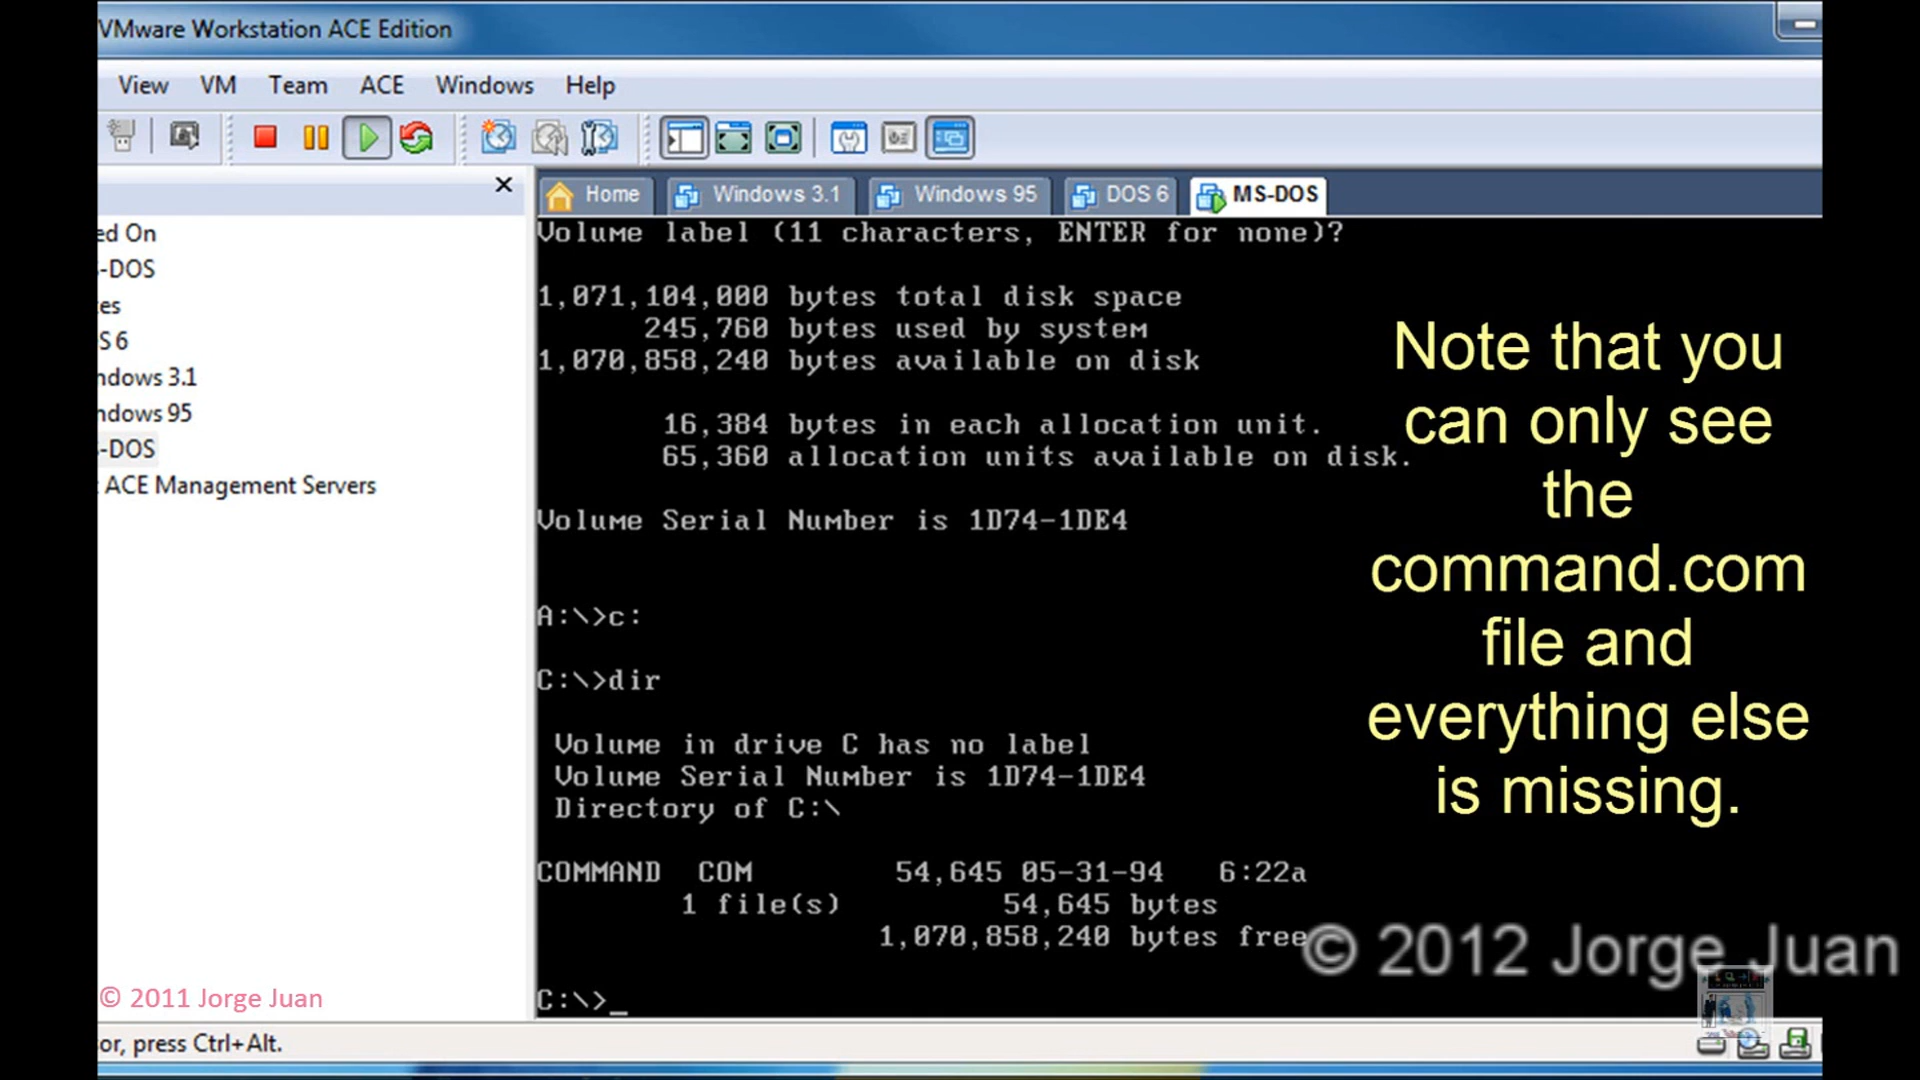 VMware Workstation ACE Edition
View VM Team ACE Windows Help
Home Windows 3.1 Windows 95 DOS 6 MS-DOS
ed On
-DOS
es
S 6
ndows 3.1
ndows 95
-DOS
: ACE Management Servers
Volume label (11 characters, ENTER for none)?
1,071,104,000 bytes total disk space
245,760 bytes used by system
1,070,858,240 bytes available on disk
16,384 bytes in each allocation unit.
65,360 allocation units available on disk.
Volume Serial Number is 1D74-1DE4
A:\>c:
C:\>dir
Volume in drive C has no label
Volume Serial Number is 1D74-1DE4
Directory of C:\
COMMAND COM 54,645 05-31-94 6:22a
1 file(s) 54,645 bytes
1,070,858,240 bytes free
C:\>_
Note that you
can only see
the
command.com
file and
everything else
is missing.
© 2012 Jorge Juan
© 2011 Jorge Juan
or, press Ctrl+Alt.